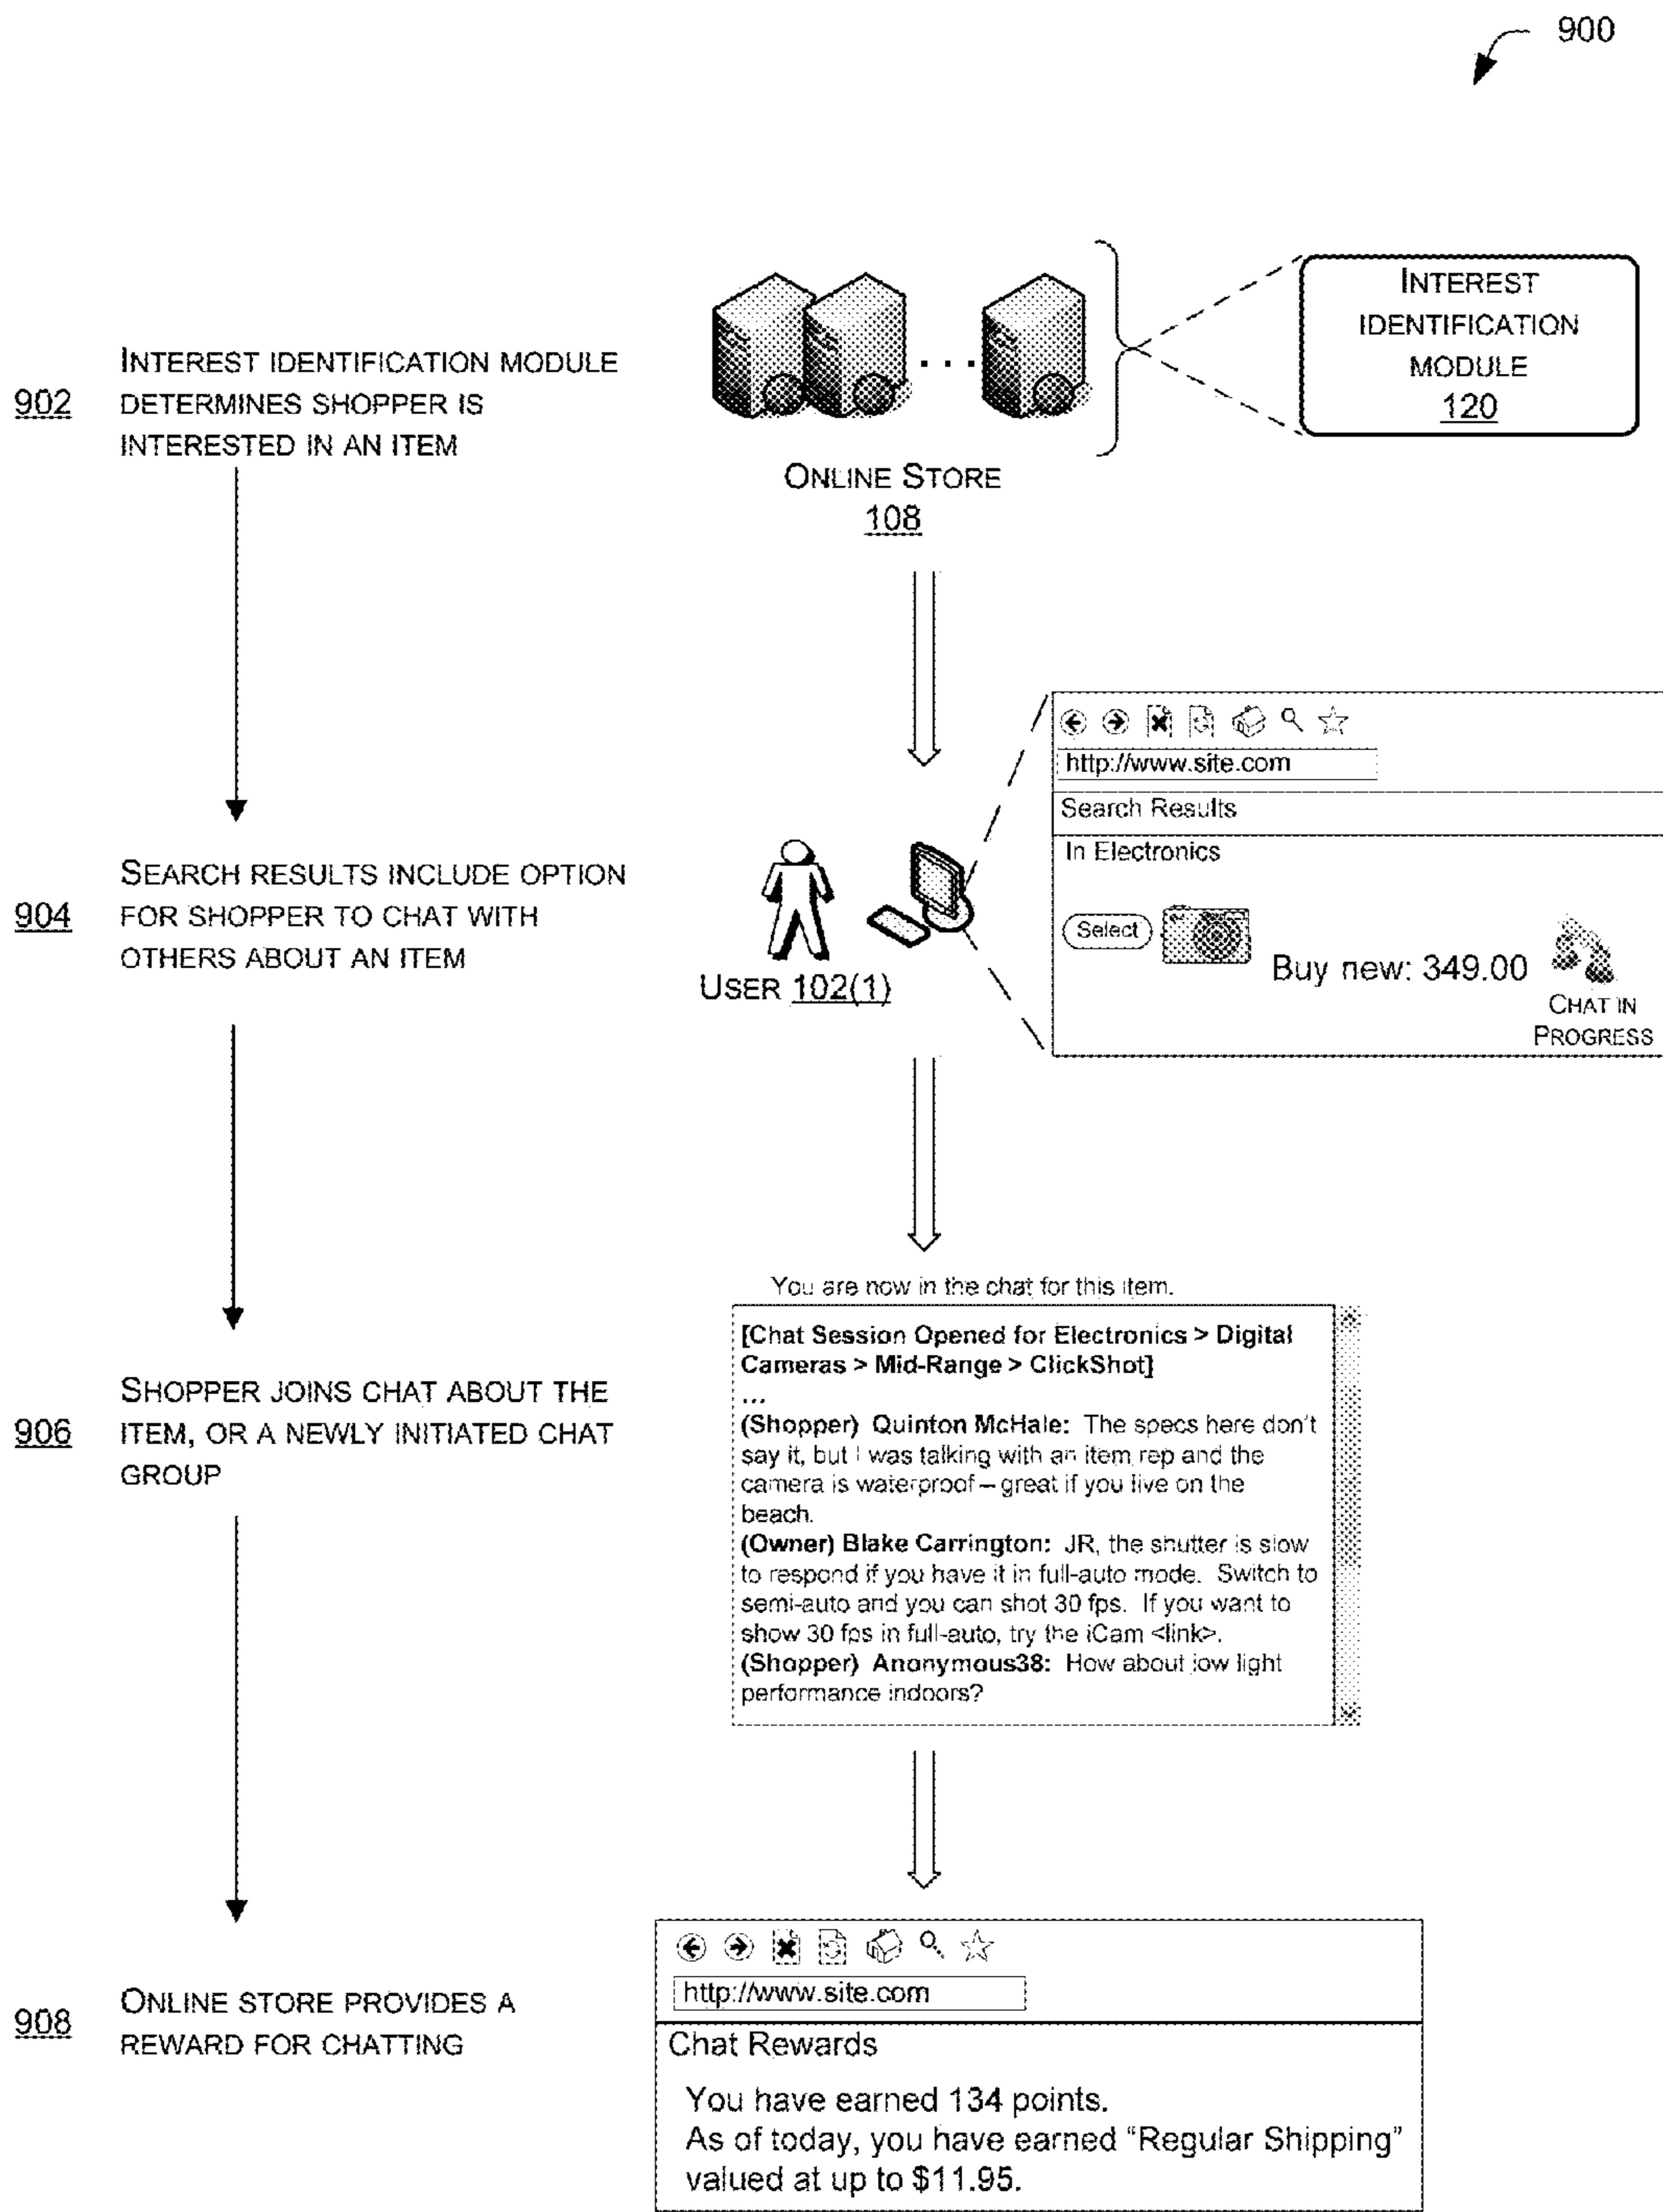 900
902
INTEREST IDENTIFICATION MODULE
DETERMINES SHOPPER IS
INTERESTED IN AN ITEM
ONLINE STORE
108
INTEREST
IDENTIFICATION
MODULE
120
904
SEARCH RESULTS INCLUDE OPTION
FOR SHOPPER TO CHAT WITH
OTHERS ABOUT AN ITEM
USER 102(1)
http://www.site.com
Search Results
In Electronics
Select
Buy new: 349.00
CHAT IN
PROGRESS
906
SHOPPER JOINS CHAT ABOUT THE
ITEM, OR A NEWLY INITIATED CHAT
GROUP
You are now in the chat for this item.
[Chat Session Opened for Electronics > Digital
Cameras > Mid-Range > ClickShot]
...
(Shopper) Quinton McHale: The specs here don't
say it, but I was talking with an item rep and the
camera is waterproof – great if you live on the
beach.
(Owner) Blake Carrington: JR, the shutter is slow
to respond if you have it in full-auto mode. Switch to
semi-auto and you can shot 30 fps. If you want to
show 30 fps in full-auto, try the iCam <link>.
(Shopper) Anonymous38: How about low light
performance indoors?
908
ONLINE STORE PROVIDES A
REWARD FOR CHATTING
http://www.site.com
Chat Rewards
You have earned 134 points.
As of today, you have earned “Regular Shipping”
valued at up to $11.95.